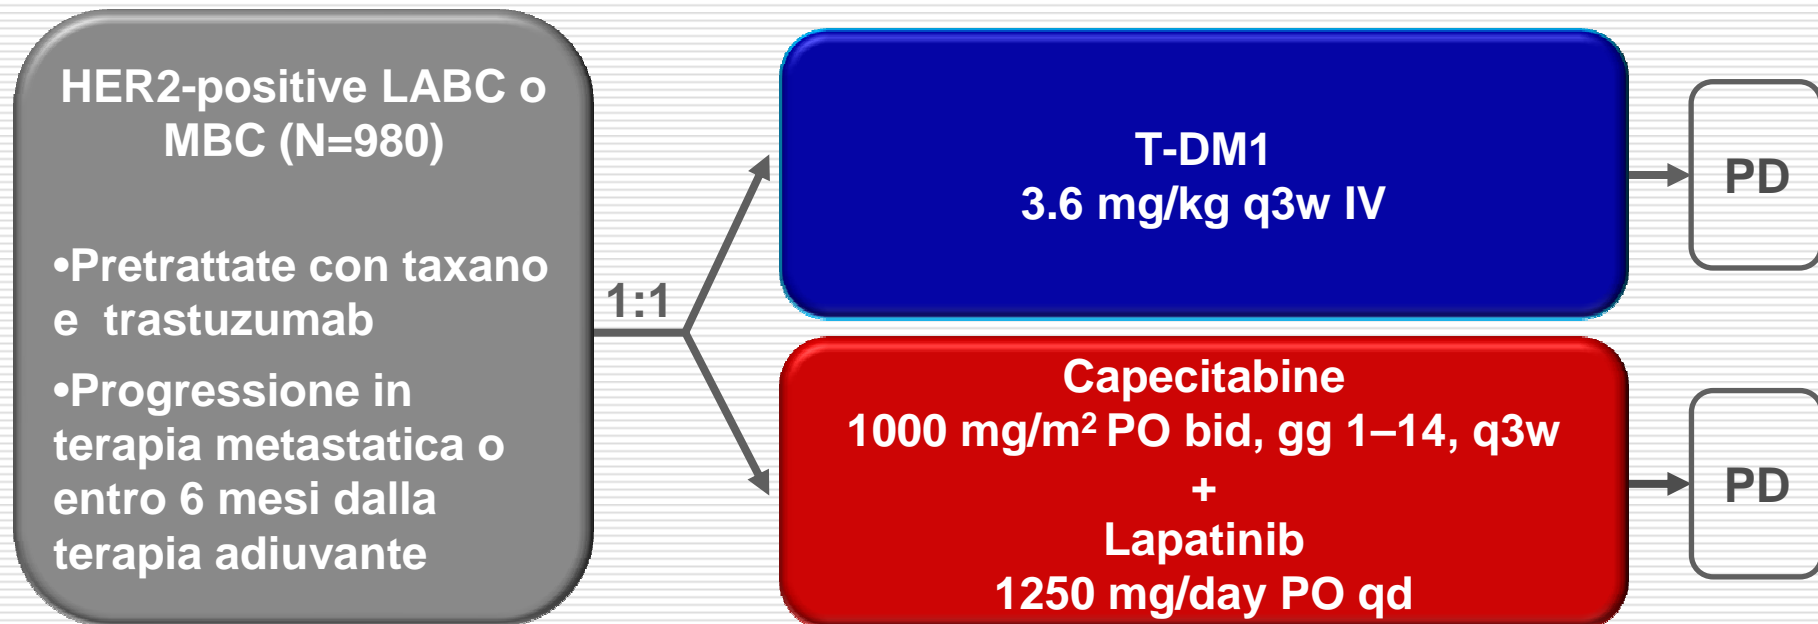 HER2-positive LABC o
MBC (N=980)
•Pretrattate con taxano
e trastuzumab
•Progressione in
terapia metastatica o
entro 6 mesi dalla
terapia adiuvante
1:1
T-DM1
3.6 mg/kg q3w IV
PD
Capecitabine
1000 mg/m² PO bid, gg 1–14, q3w
+
Lapatinib
1250 mg/day PO qd
PD